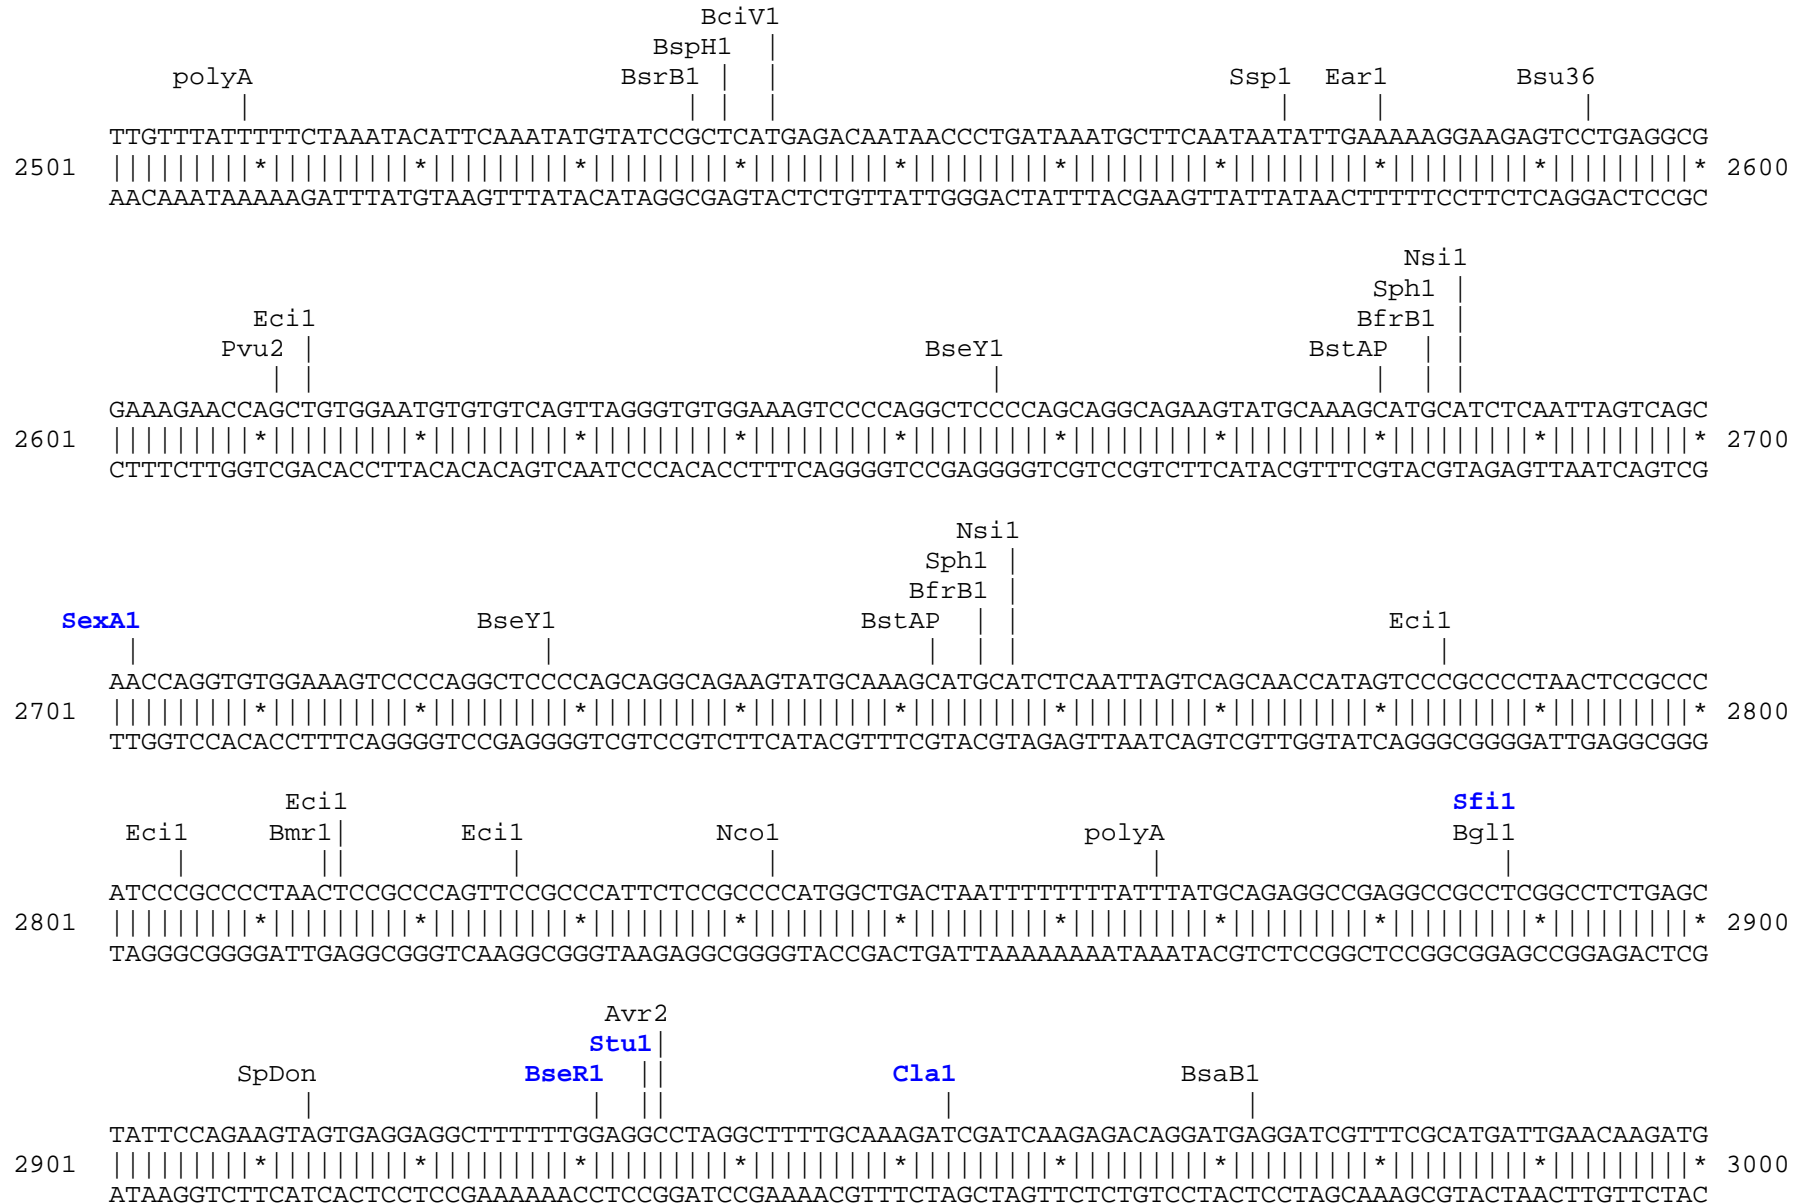 BciV1
BspH1 |
polyA BsrB1 | | Ssp1 Ear1 Bsu36
| | | | | | |
TTGTTTATTTTTCTAAATACATTCAAATATGTATCCGCTCATGAGACAATAACCCTGATAAATGCTTCAATAATATTGAAAAAGGAAGAGTCCTGAGGCG
2501 |||||||||*|||||||||*|||||||||*|||||||||*|||||||||*|||||||||*|||||||||*|||||||||*|||||||||*|||||||||* 2600
AACAAATAAAAAGATTTATGTAAGTTTATACATAGGCGAGTACTCTGTTATTGGGACTATTTACGAAGTTATTATAACTTTTTCCTTCTCAGGACTCCGC
Nsi1
Sph1 |
Eci1 BfrB1 |
Pvu2 | BseY1 BstAP | |
| | | | | |
GAAAGAACCAGCTGTGGAATGTGTGTCAGTTAGGGTGTGGAAAGTCCCCAGGCTCCCCAGCAGGCAGAAGTATGCAAAGCATGCATCTCAATTAGTCAGC
2601 |||||||||*|||||||||*|||||||||*|||||||||*|||||||||*|||||||||*|||||||||*|||||||||*|||||||||*|||||||||* 2700
CTTTCTTGGTCGACACCTTACACACAGTCAATCCCACACCTTTCAGGGGTCCGAGGGGTCGTCCGTCTTCATACGTTTCGTACGTAGAGTTAATCAGTCG
Nsi1
Sph1 |
BfrB1 |
SexA1 BseY1 BstAP | | Eci1
| | | | | |
AACCAGGTGTGGAAAGTCCCCAGGCTCCCCAGCAGGCAGAAGTATGCAAAGCATGCATCTCAATTAGTCAGCAACCATAGTCCCGCCCCTAACTCCGCCC
2701 |||||||||*|||||||||*|||||||||*|||||||||*|||||||||*|||||||||*|||||||||*|||||||||*|||||||||*|||||||||* 2800
TTGGTCCACACCTTTCAGGGGTCCGAGGGGTCGTCCGTCTTCATACGTTTCGTACGTAGAGTTAATCAGTCGTTGGTATCAGGGCGGGGATTGAGGCGGG
Eci1 Sfi1
Eci1 Bmr1| Eci1 Nco1 polyA Bgl1
| || | | | |
ATCCCGCCCCTAACTCCGCCCAGTTCCGCCCATTCTCCGCCCCATGGCTGACTAATTTTTTTTATTTATGCAGAGGCCGAGGCCGCCTCGGCCTCTGAGC
2801 |||||||||*|||||||||*|||||||||*|||||||||*|||||||||*|||||||||*|||||||||*|||||||||*|||||||||*|||||||||* 2900
TAGGGCGGGGATTGAGGCGGGTCAAGGCGGGTAAGAGGCGGGGTACCGACTGATTAAAAAAAATAAATACGTCTCCGGCTCCGGCGGAGCCGGAGACTCG
Avr2
Stu1|
SpDon BseR1 || Cla1 BsaB1
| | || | |
TATTCCAGAAGTAGTGAGGAGGCTTTTTTGGAGGCCTAGGCTTTTGCAAAGATCGATCAAGAGACAGGATGAGGATCGTTTCGCATGATTGAACAAGATG
2901 |||||||||*|||||||||*|||||||||*|||||||||*|||||||||*|||||||||*|||||||||*|||||||||*|||||||||*|||||||||* 3000
ATAAGGTCTTCATCACTCCTCCGAAAAAACCTCCGGATCCGAAAACGTTTCTAGCTAGTTCTCTGTCCTACTCCTAGCAAAGCGTACTAACTTGTTCTAC